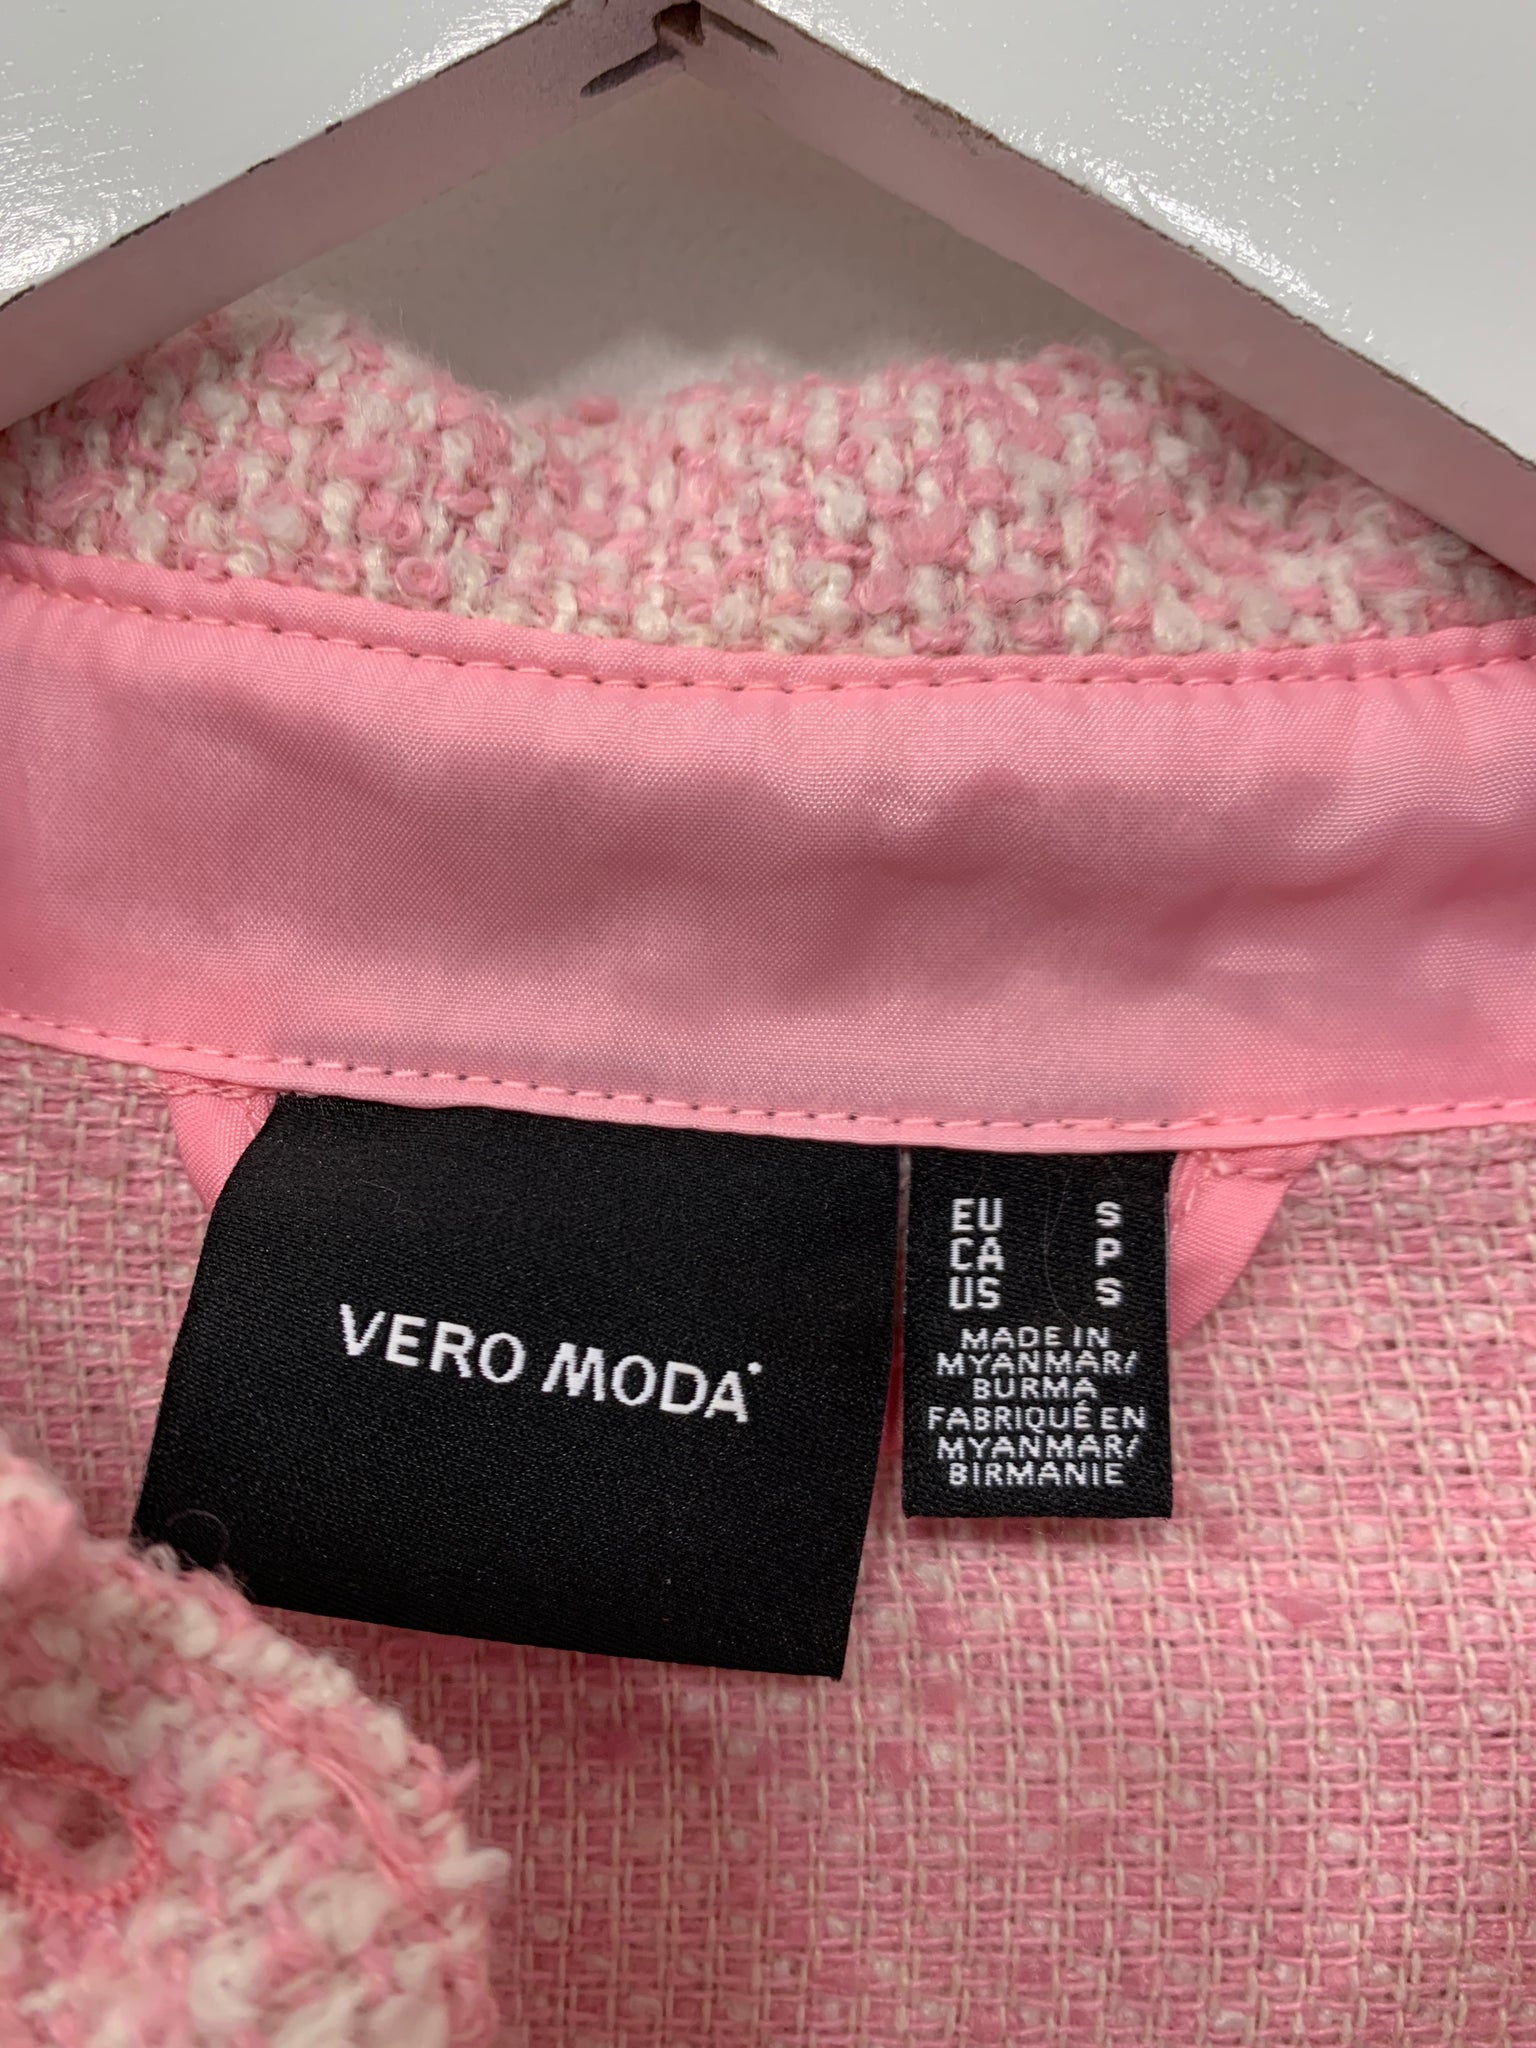 VERO MODA
EU S
CA P
US S
MADE IN
MYANMAR/
BURMA
FABRIQUÉ EN
MYANMAR/
BIRMANIE